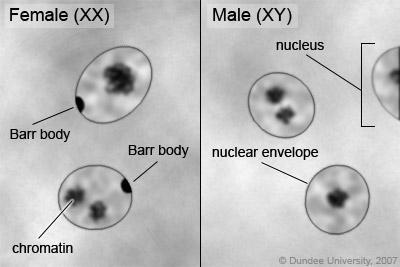 Female (XX)
Barr body
Barr body
chromatin
Male (XY)
nucleus
nuclear envelope
© Dundee University, 2007